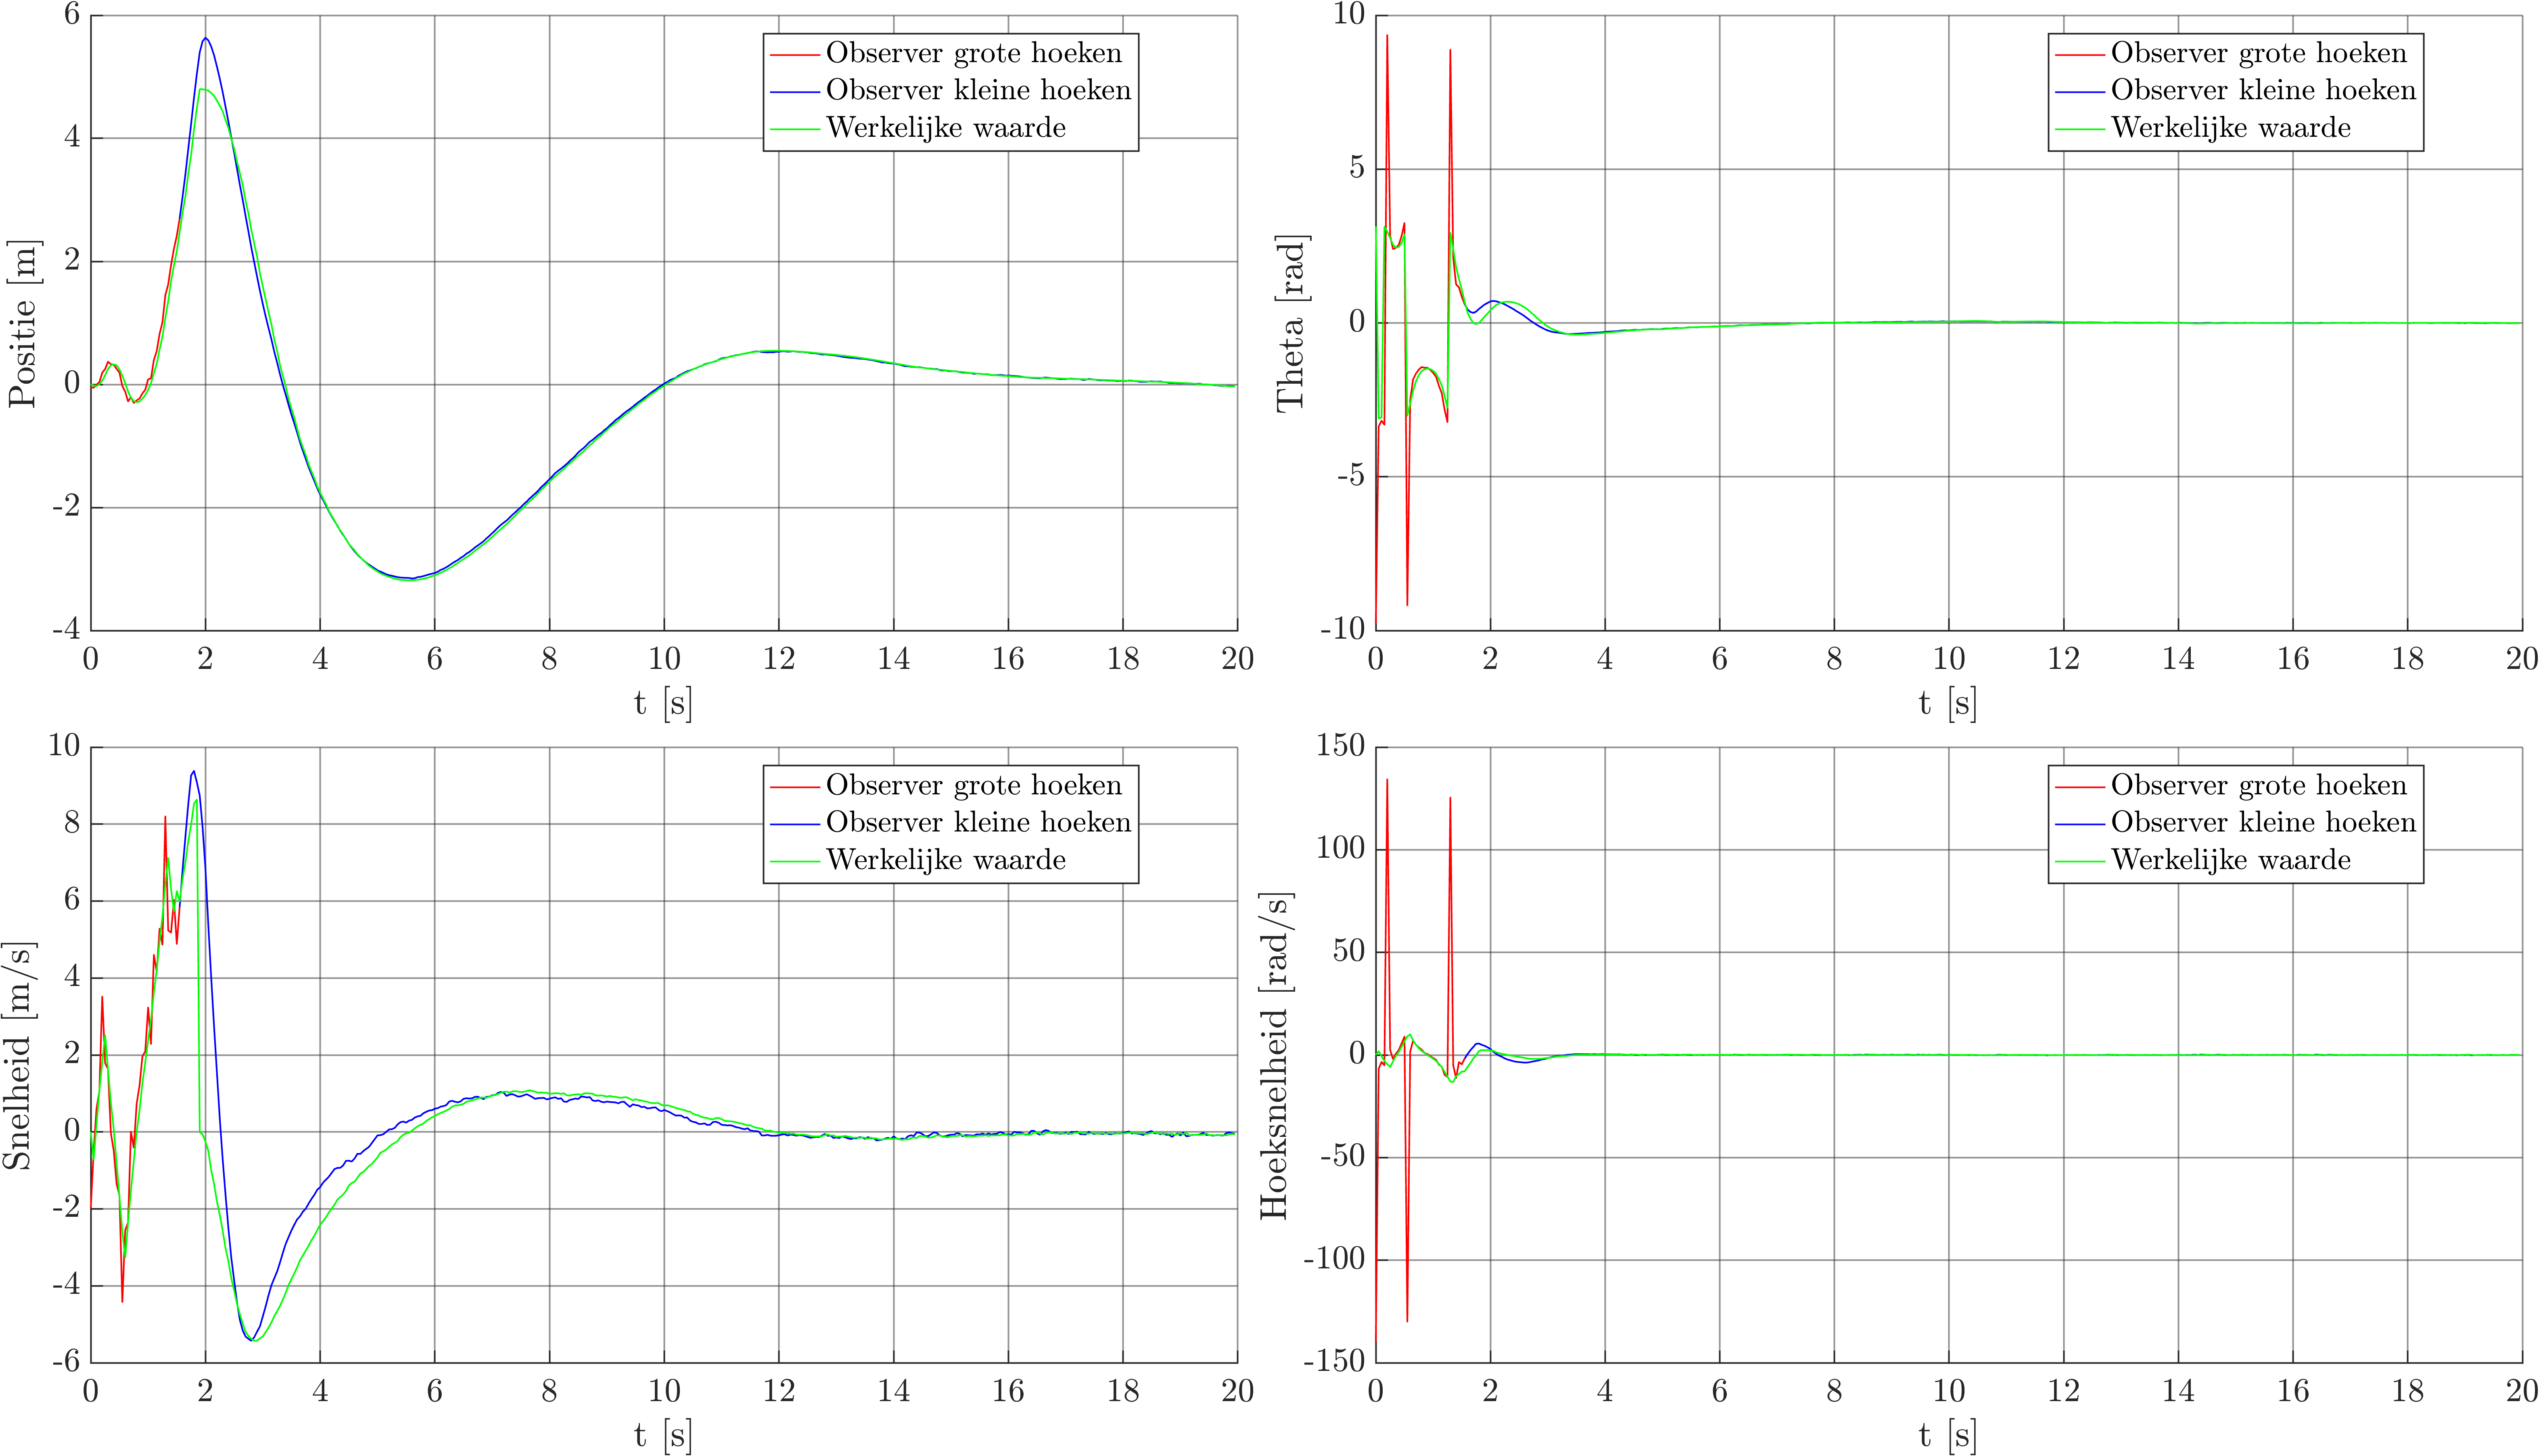 6
4
2
0
-2
-4
0 2 4 6 8 10 12 14 16 18 20
Positie [m]
t [s]
Observer grote hoeken
Observer kleine hoeken
Werkelijke waarde
10
5
0
-5
-10
0 2 4 6 8 10 12 14 16 18 20
Theta [rad]
t [s]
Observer grote hoeken
Observer kleine hoeken
Werkelijke waarde
10
8
6
4
2
0
-2
-4
-6
0 2 4 6 8 10 12 14 16 18 20
Snelheid [m/s]
t [s]
Observer grote hoeken
Observer kleine hoeken
Werkelijke waarde
150
100
50
0
-50
-100
-150
0 2 4 6 8 10 12 14 16 18 20
Hoeksnelheid [rad/s]
t [s]
Observer grote hoeken
Observer kleine hoeken
Werkelijke waarde